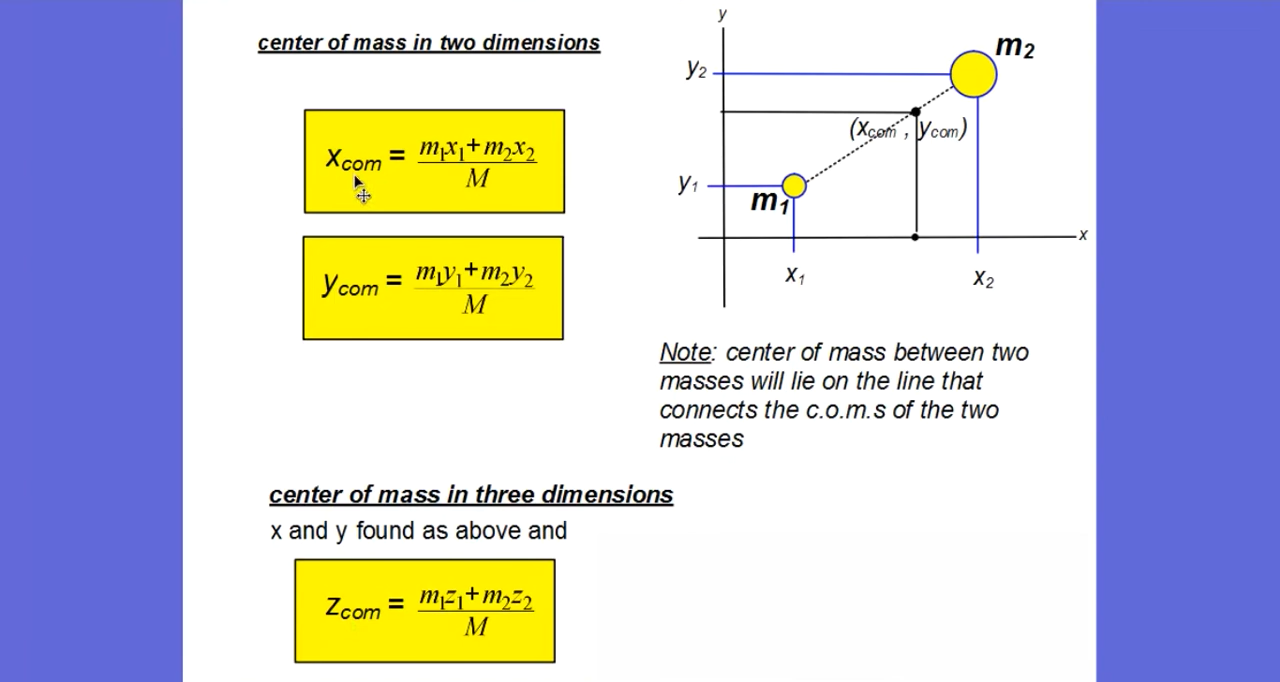 center of mass in two dimensions
x_com = (m₁x₁+m₂x₂)/M
y_com = (m₁y₁+m₂y₂)/M
y
y₂
m₂
(x_com , y_com)
y₁
m₁
x
x₁
x₂
Note: center of mass between two
masses will lie on the line that
connects the c.o.m.s of the two
masses
center of mass in three dimensions
x and y found as above and
z_com = (m₁z₁+m₂z₂)/M